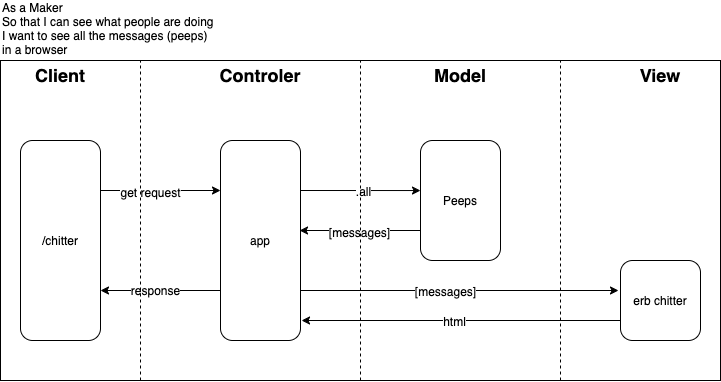 As a Maker
So that I can see what people are doing
I want to see all the messages (peeps)
in a browser
Client
Controler
Model
View
get request
.all
Peeps
[messages]
/chitter
app
response
[messages]
erb chitter
html